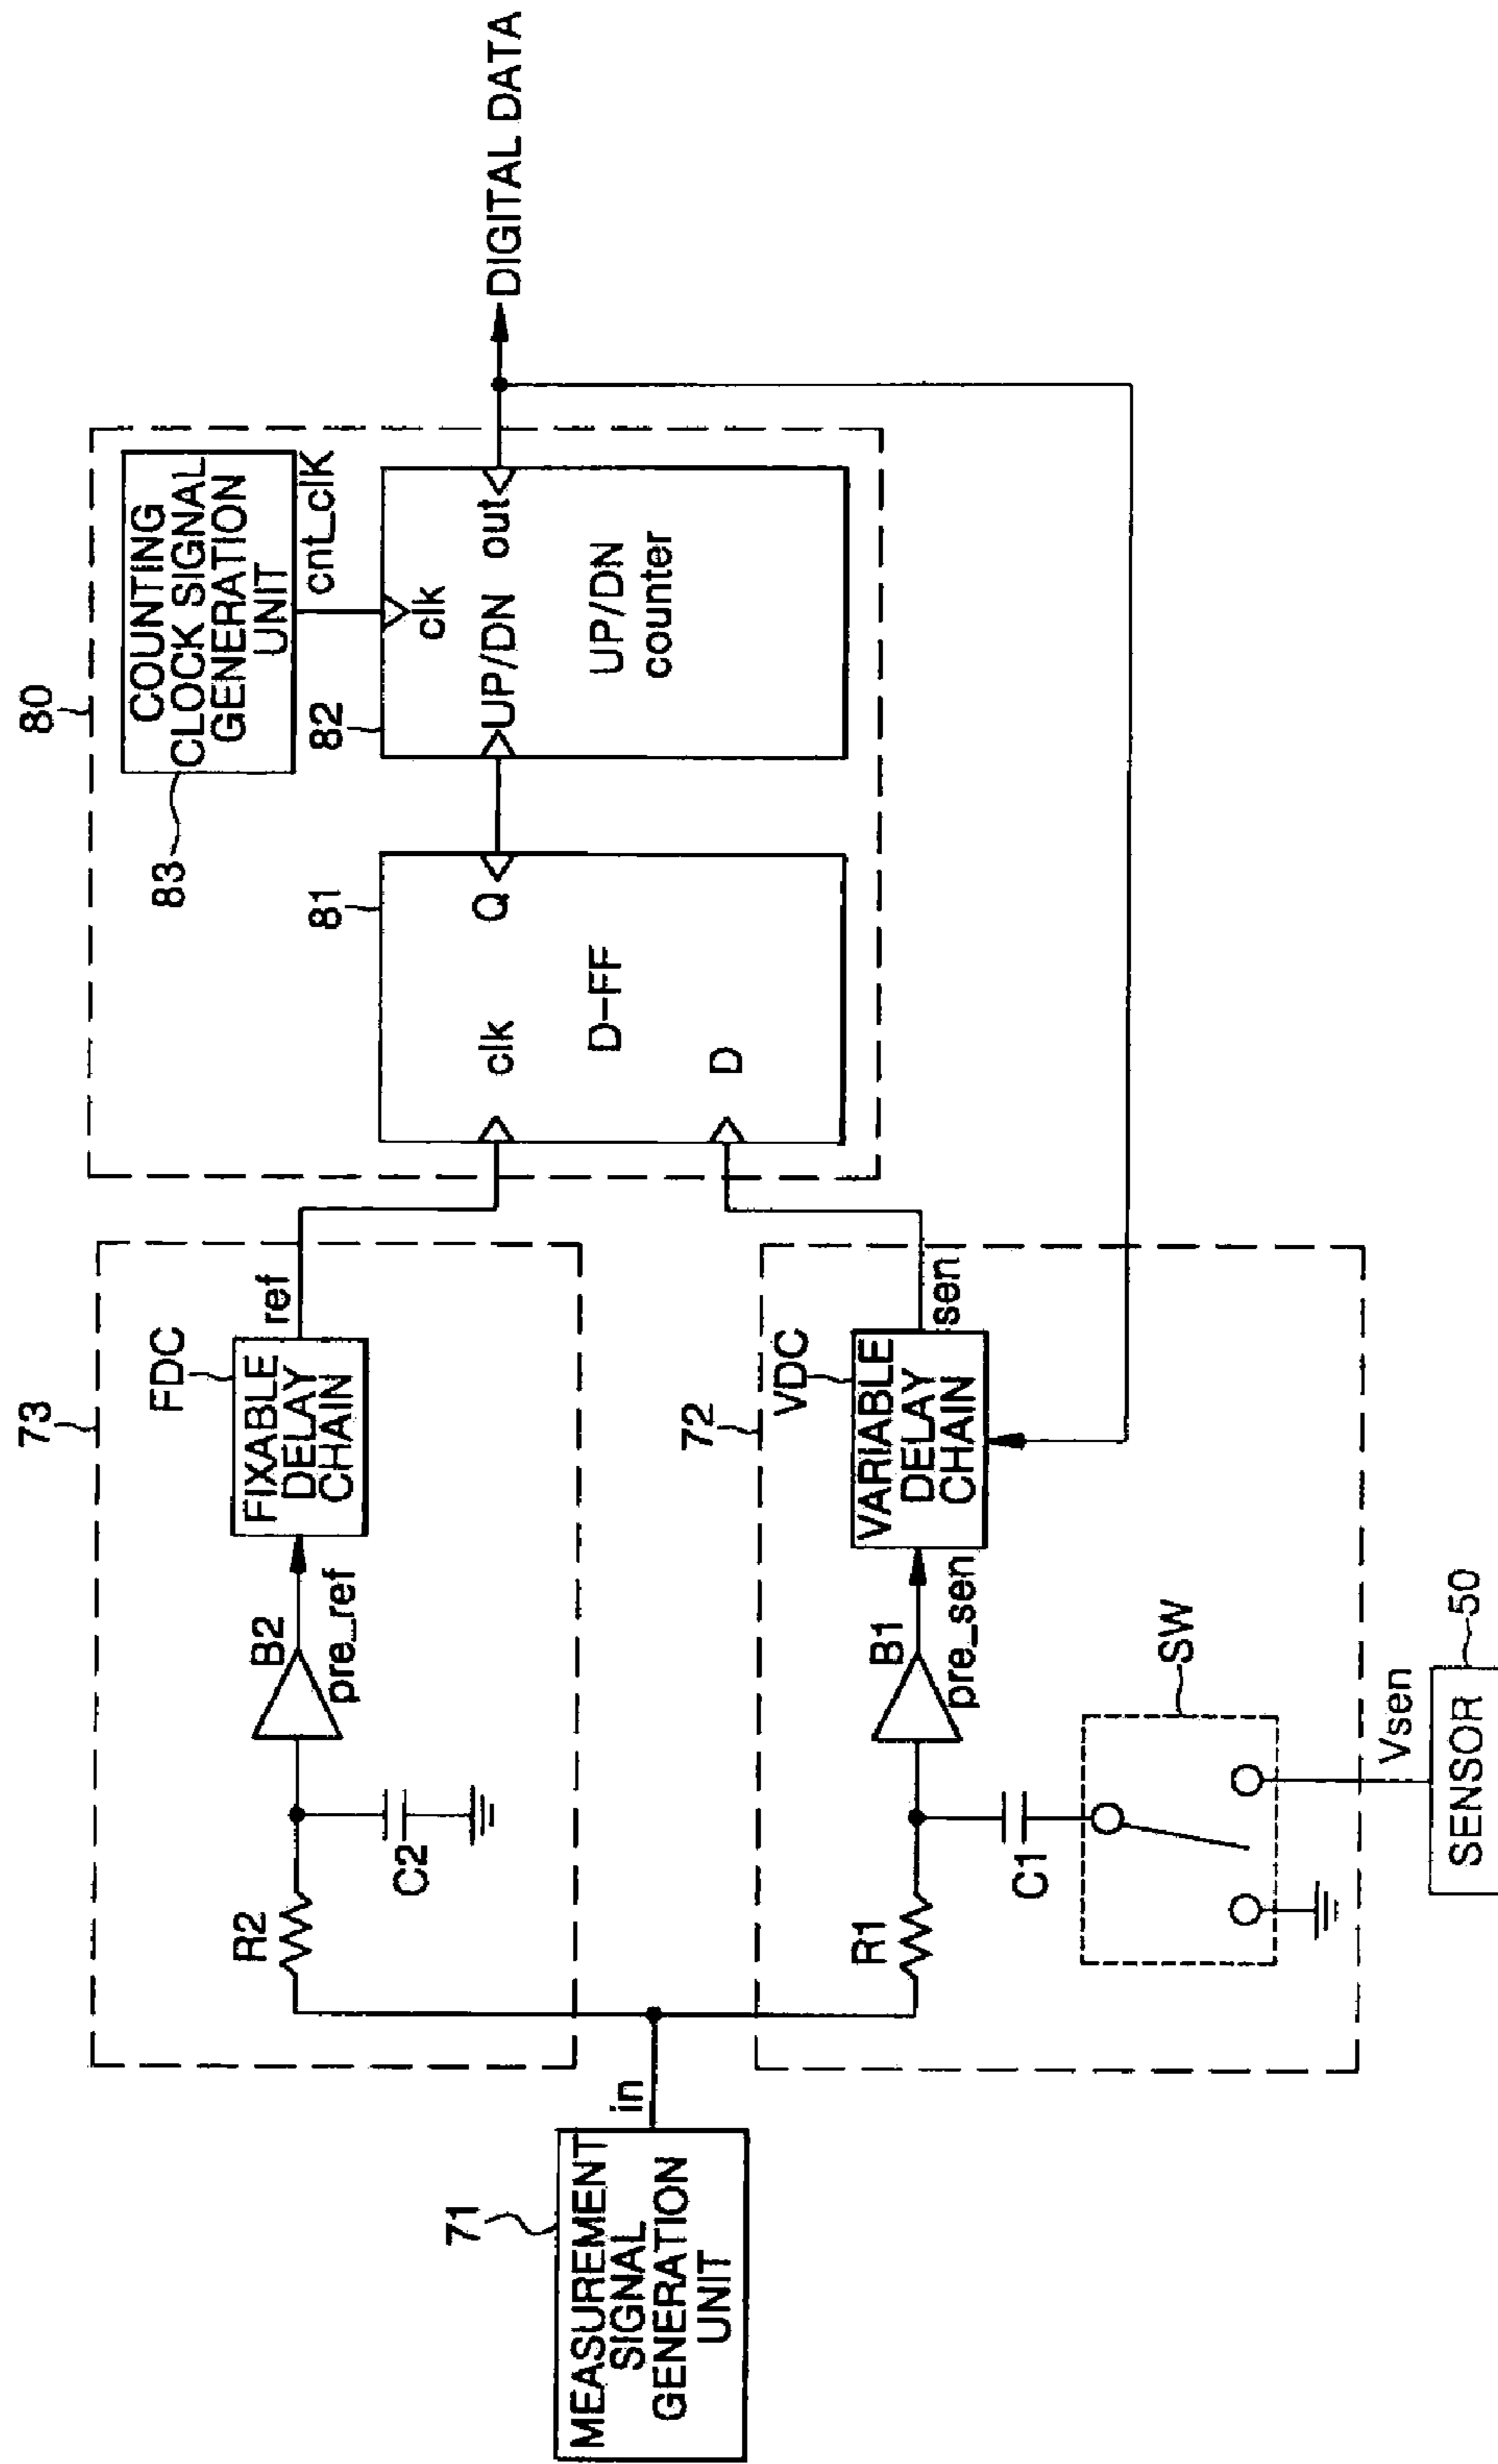 80
83
COUNTING
CLOCK SIGNAL
GENERATION
UNIT
cnt_clK
73
FDC
FIXABLE
DELAY
CHAIN
ref
B2
pre_ref
R2
C2
81
clk
Q
D-FF
D
82
clk
UP/DN out
UP/DN
counter
DIGITAL DATA
71
MEASUREMENT
SIGNAL
GENERATION
UNIT
in
72
VDC
VARIABLE
DELAY
CHAIN
sen
B1
pre_sen
R1
C1
SW
Vsen
SENSOR
50